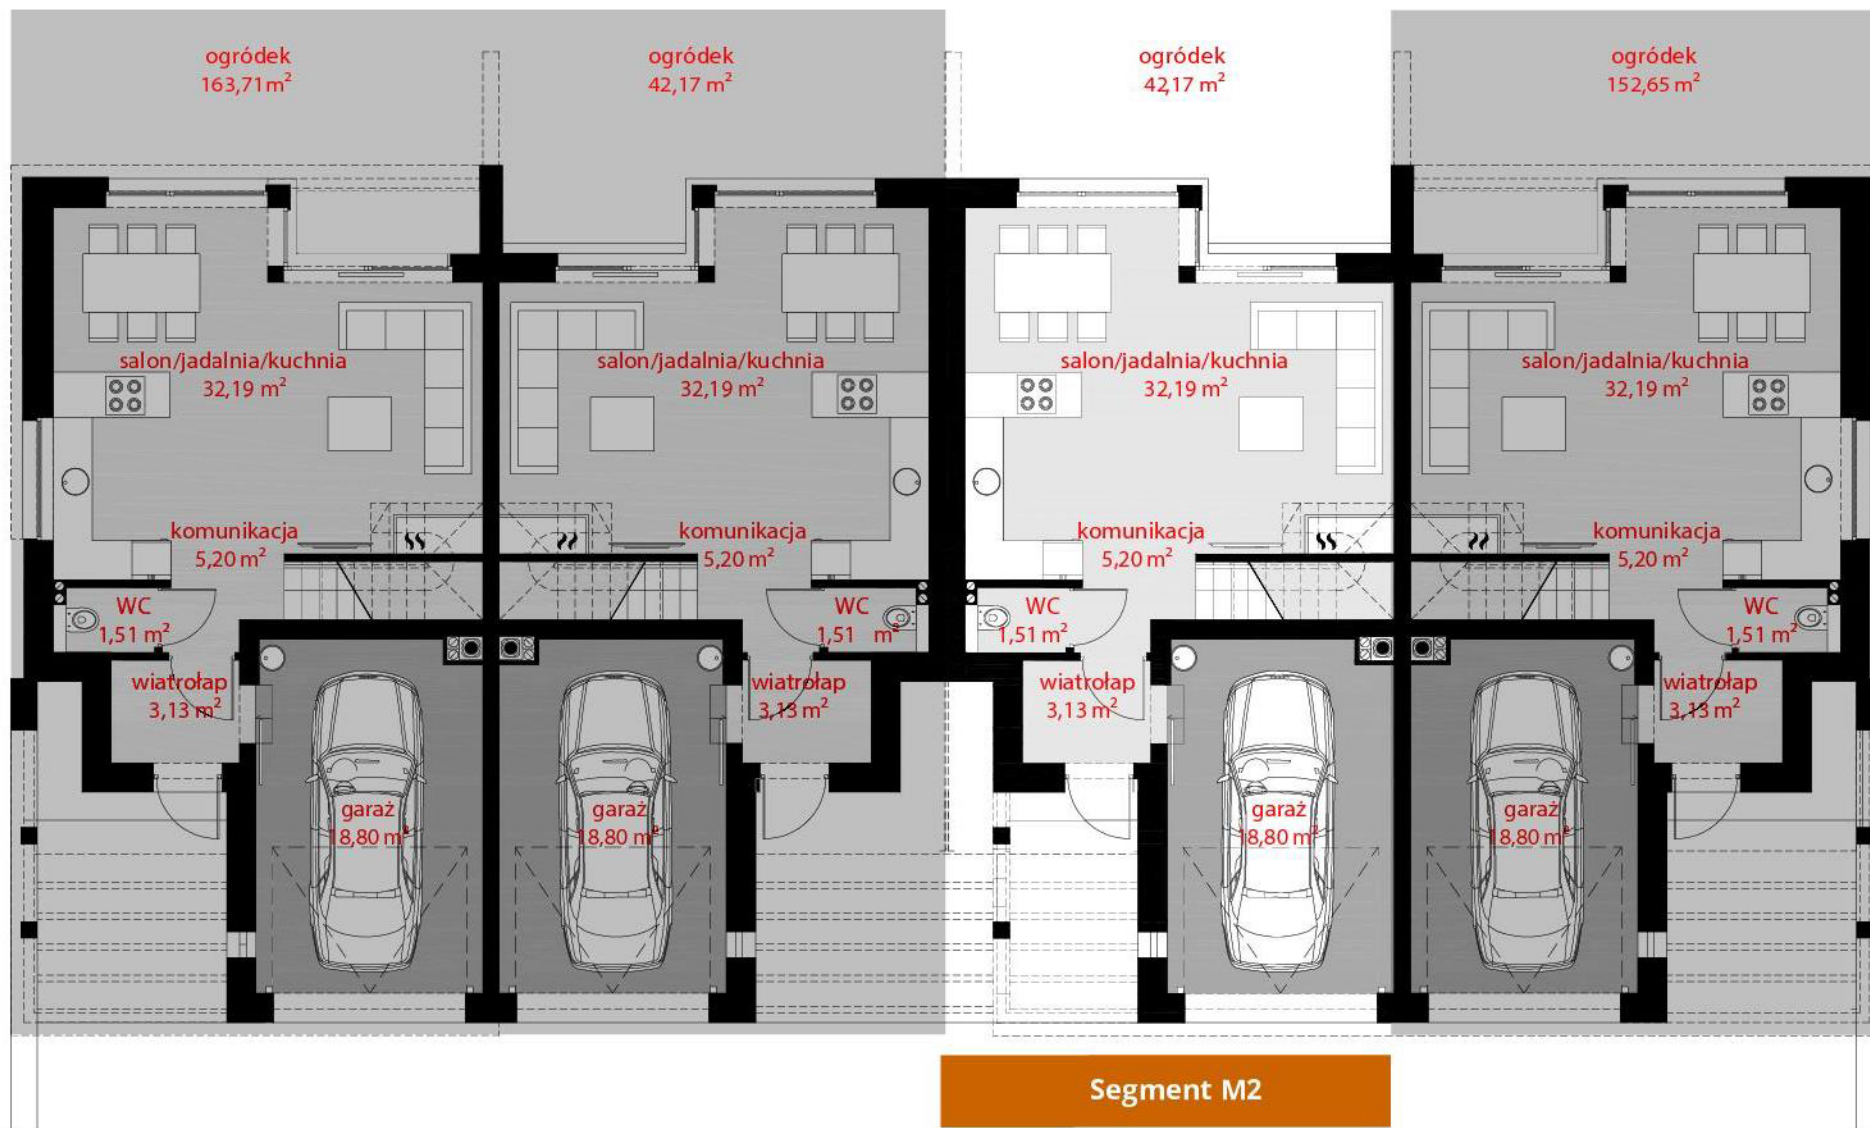 ogródek
163,71 m²
ogródek
42,17 m²
ogródek
42,17 m²
ogródek
152,65 m²
salon/jadalnia/kuchnia
32,19 m²
salon/jadalnia/kuchnia
32,19 m²
salon/jadalnia/kuchnia
32,19 m²
salon/jadalnia/kuchnia
32,19 m²
komunikacja
5,20 m²
komunikacja
5,20 m²
komunikacja
5,20 m²
komunikacja
5,20 m²
WC
1,51 m²
WC
1,51 m²
WC
1,51 m²
WC
1,51 m²
wiatrołap
3,13 m²
wiatrołap
3,13 m²
wiatrołap
3,13 m²
wiatrołap
3,13 m²
garaż
18,80 m²
garaż
18,80 m²
garaż
18,80 m²
garaż
18,80 m²
Segment M2